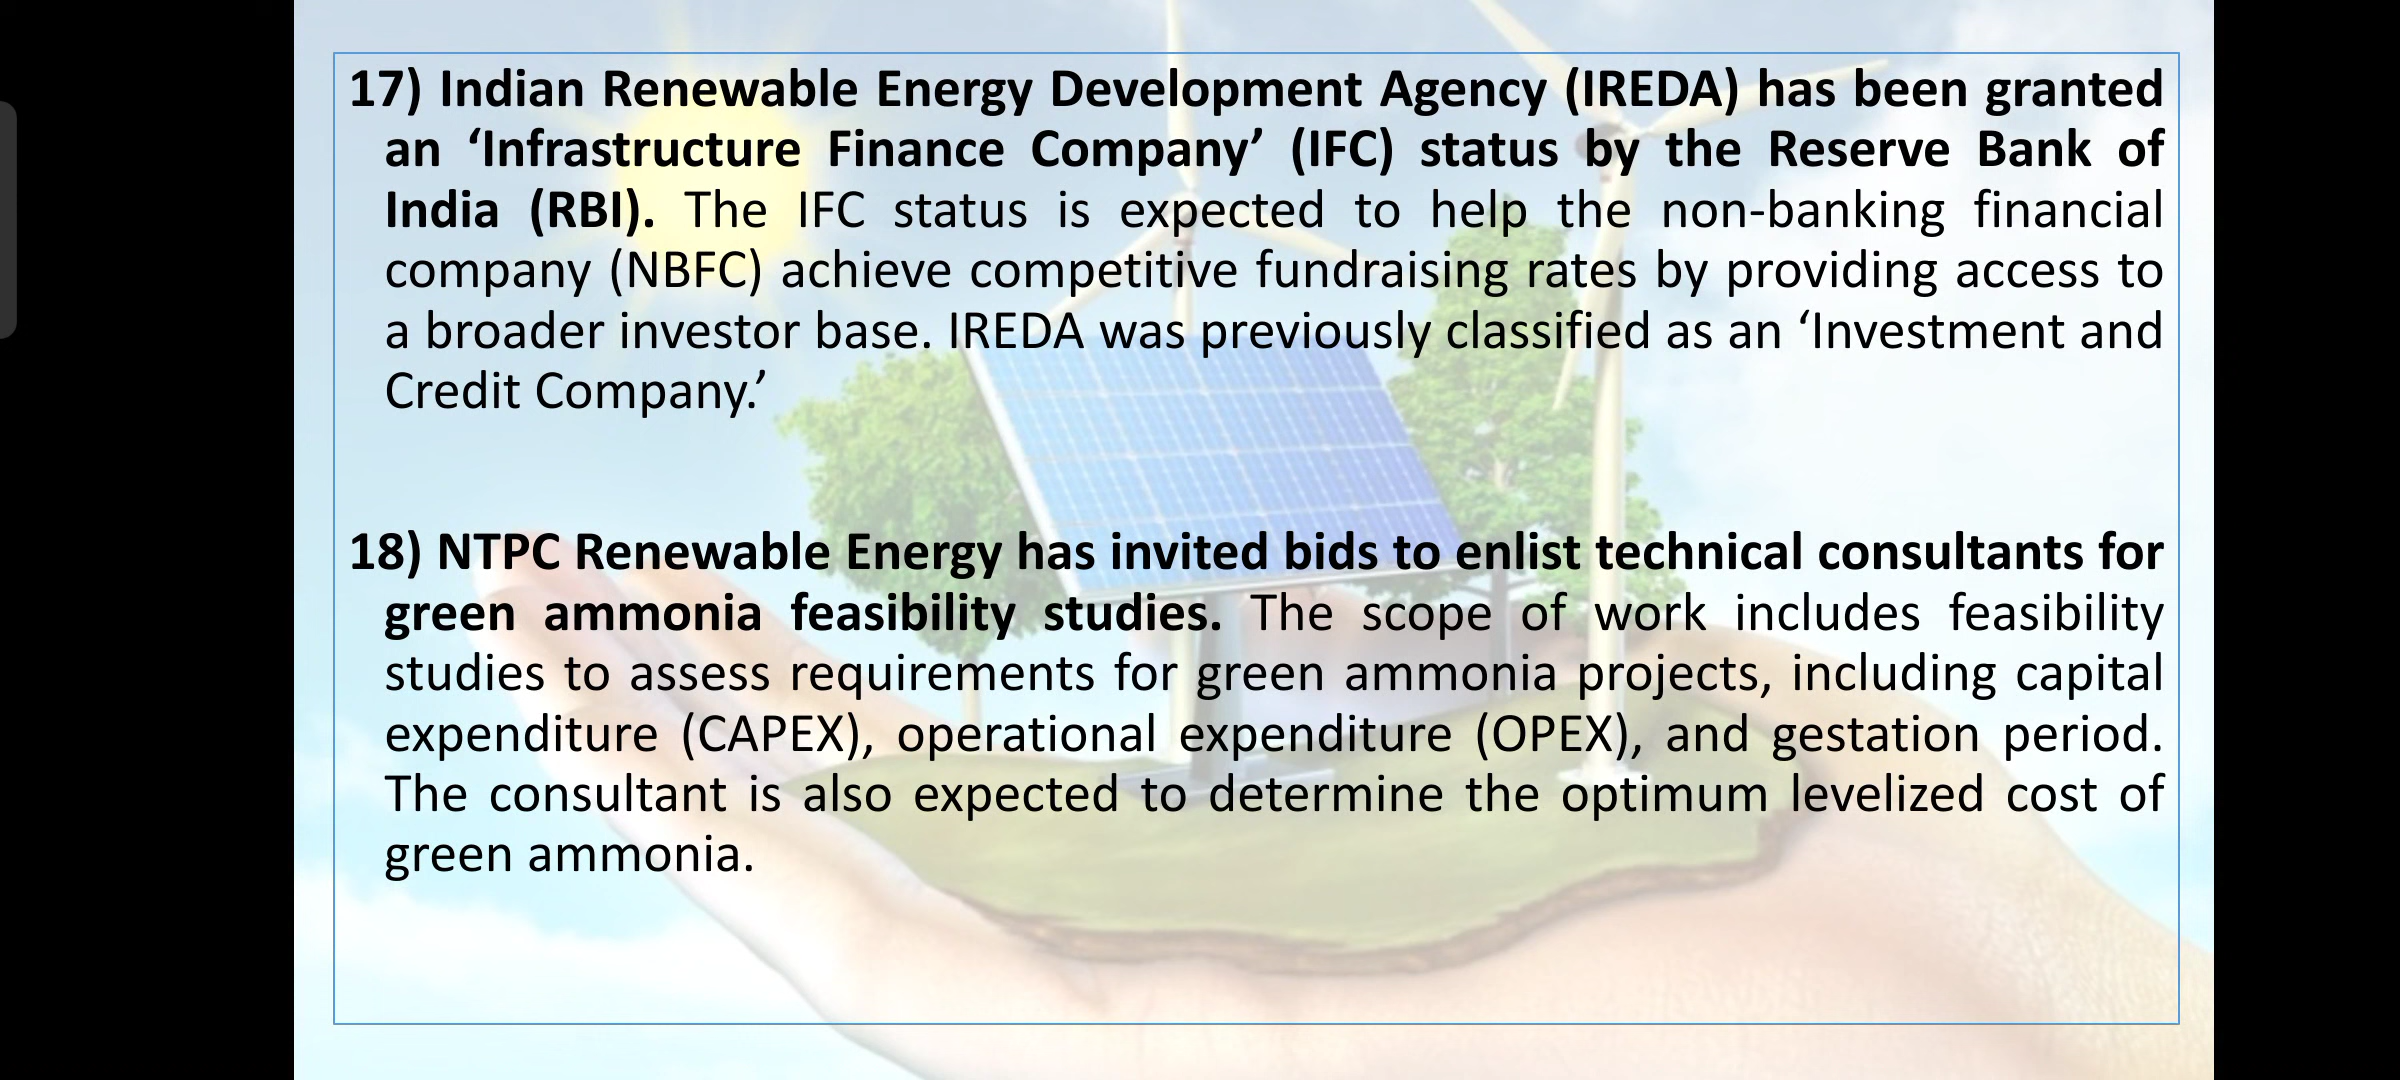 17) Indian Renewable Energy Development Agency (IREDA) has been granted
an ‘Infrastructure Finance Company’ (IFC) status by the Reserve Bank of
India (RBI). The IFC status is expected to help the non-banking financial
company (NBFC) achieve competitive fundraising rates by providing access to
a broader investor base. IREDA was previously classified as an ‘Investment and
Credit Company.’
18) NTPC Renewable Energy has invited bids to enlist technical consultants for
green ammonia feasibility studies. The scope of work includes feasibility
studies to assess requirements for green ammonia projects, including capital
expenditure (CAPEX), operational expenditure (OPEX), and gestation period.
The consultant is also expected to determine the optimum levelized cost of
green ammonia.